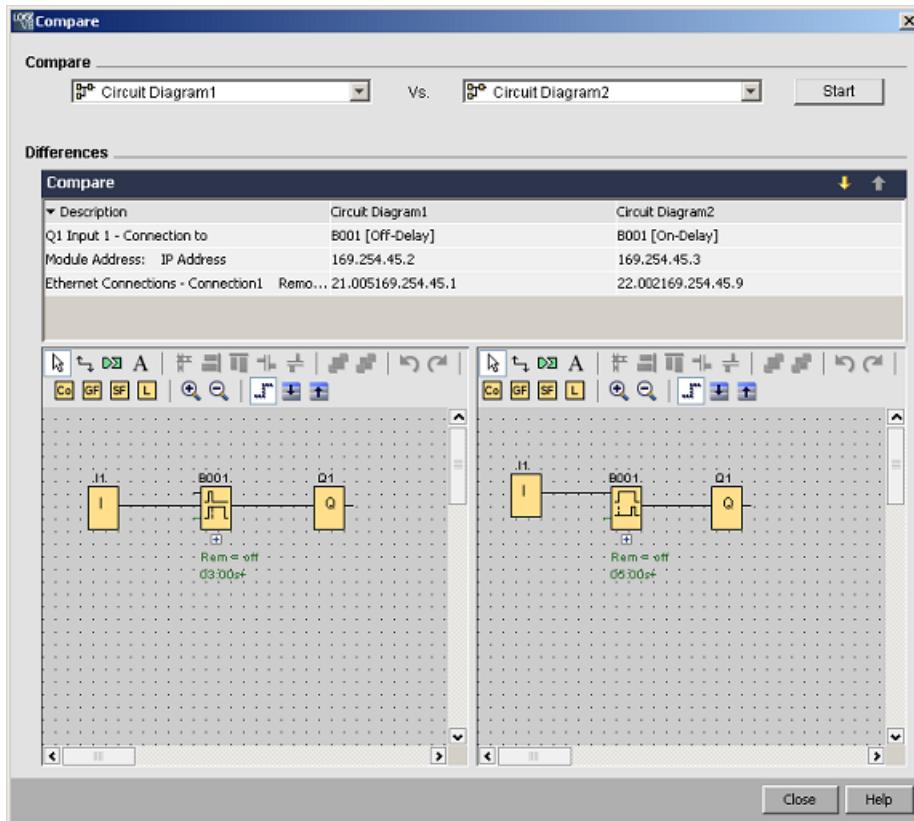 Compare
Compare
Circuit Diagram1 Vs. Circuit Diagram2 Start
Differences
Compare
Description Circuit Diagram1 Circuit Diagram2
Q1 Input 1 - Connection to B001 [Off-Delay] B001 [On-Delay]
Module Address: IP Address 169.254.45.2 169.254.45.3
Ethernet Connections - Connection1 Remo... 21.005169.254.45.1 22.002169.254.45.9
A A
Co GF SF L Co GF SF L
I1 B001 Q1
I Q
Rem = off
03:00s+
I1 B001 Q1
I Q
Rem = off
05:00s+
Close Help